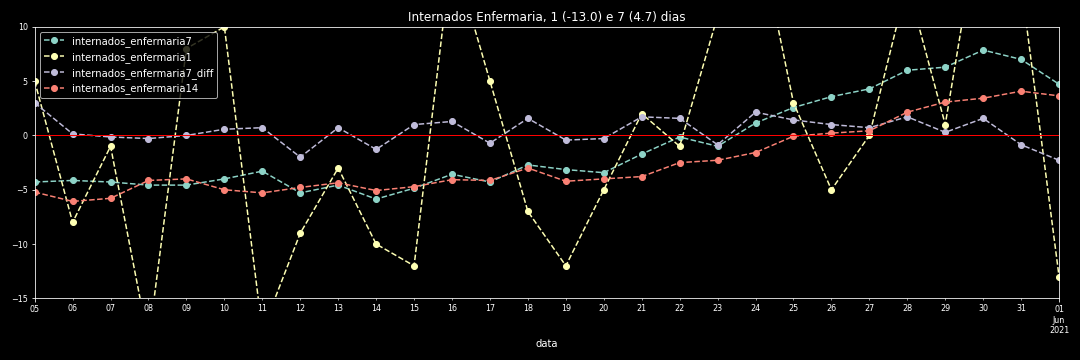 Internados Enfermaria, 1 (-13.0) e 7 (4.7) dias
10
5
0
−5
−10
−15
internados_enfermaria7
internados_enfermaria1
internados_enfermaria7_diff
internados_enfermaria14
05 06 07 08 09 10 11 12 13 14 15 16 17 18 19 20 21 22 23 24 25 26 27 28 29 30 31 01
Jun
2021
data